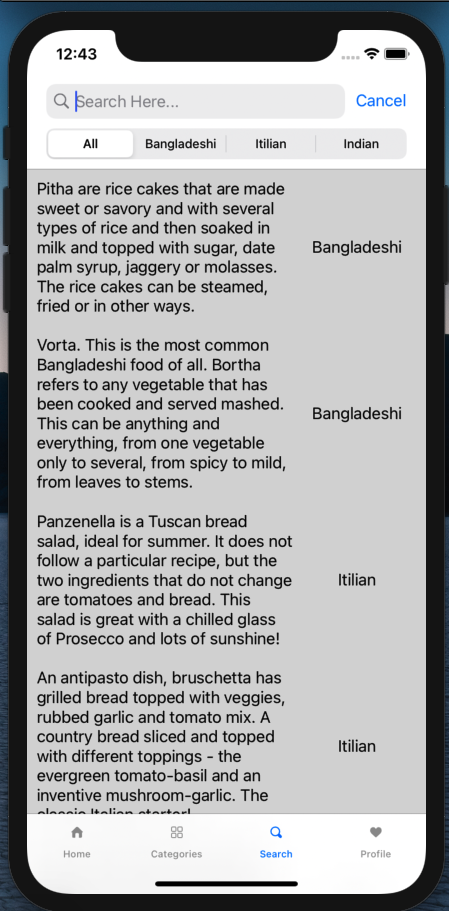 12:43
Search Here...
Cancel
All
Bangladeshi
Itilian
Indian
Pitha are rice cakes that are made
sweet or savory and with several
types of rice and then soaked in
milk and topped with sugar, date
palm syrup, jaggery or molasses.
The rice cakes can be steamed,
fried or in other ways.
Bangladeshi
Vorta. This is the most common
Bangladeshi food of all. Bortha
refers to any vegetable that has
been cooked and served mashed.
This can be anything and
everything, from one vegetable
only to several, from spicy to mild,
from leaves to stems.
Bangladeshi
Panzenella is a Tuscan bread
salad, ideal for summer. It does not
follow a particular recipe, but the
two ingredients that do not change
are tomatoes and bread. This
salad is great with a chilled glass
of Prosecco and lots of sunshine!
Itilian
An antipasto dish, bruschetta has
grilled bread topped with veggies,
rubbed garlic and tomato mix. A
country bread sliced and topped
with different toppings - the
evergreen tomato-basil and an
inventive mushroom-garlic. The
classic Italian starter!
Itilian
Home
Categories
Search
Profile